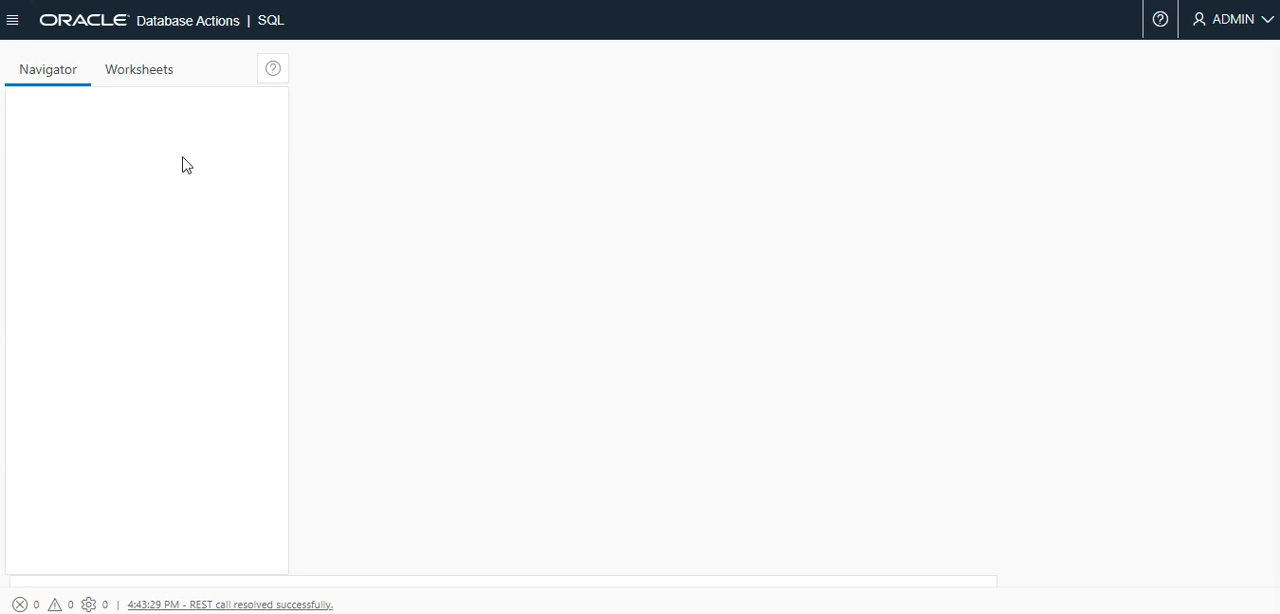 ORACLE Database Actions | SQL
ADMIN
Navigator Worksheets
0 0 0 | 4:43:29 PM - REST call resolved successfully.